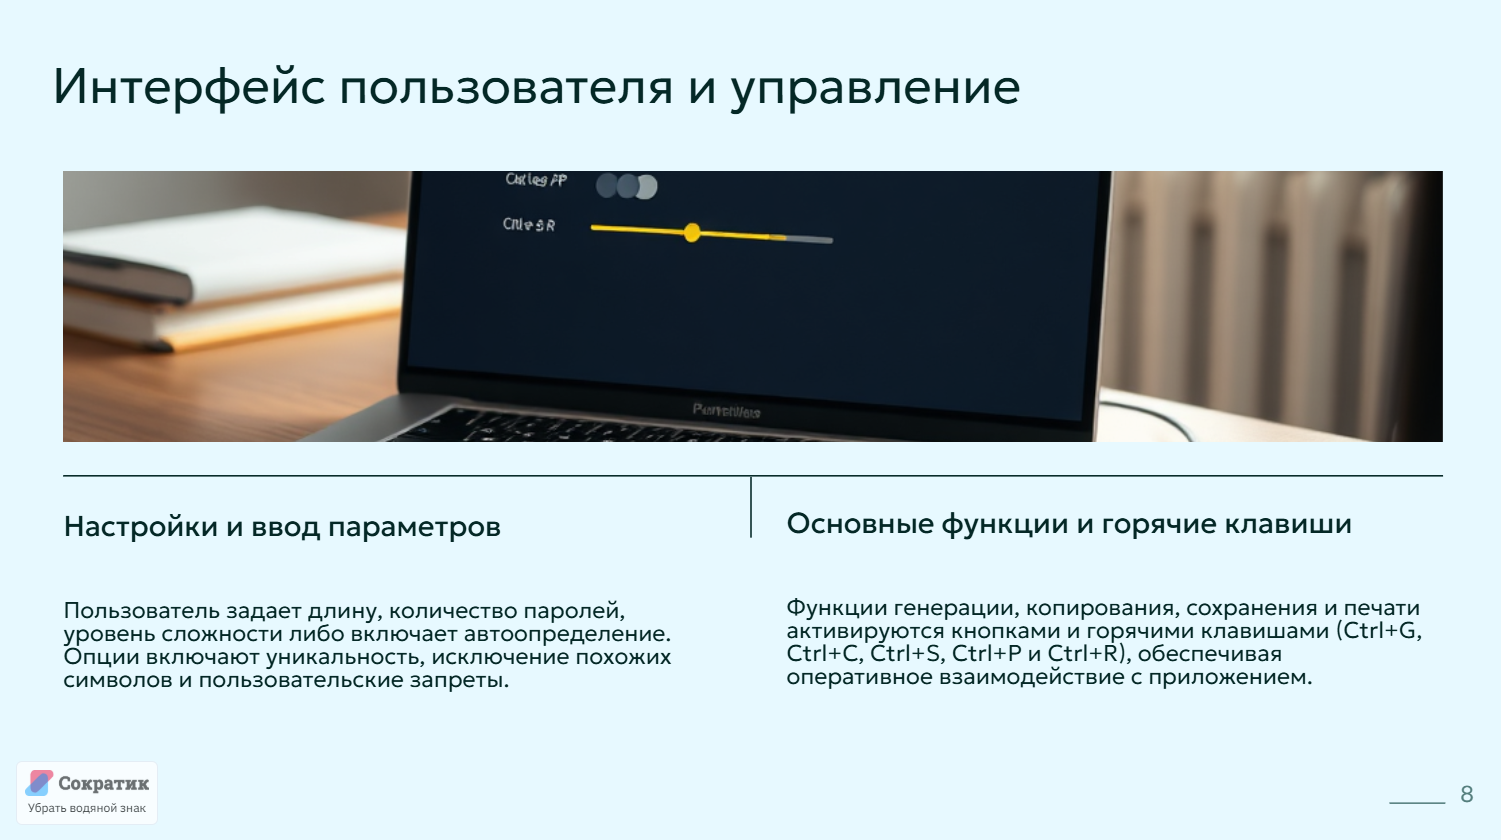 Интерфейс пользователя и управление
Настройки и ввод параметров
Пользователь задает длину, количество паролей,
уровень сложности либо включает автоопределение.
Опции включают уникальность, исключение похожих
символов и пользовательские запреты.
Основные функции и горячие клавиши
Функции генерации, копирования, сохранения и печати
активируются кнопками и горячими клавишами (Ctrl+G,
Ctrl+C, Ctrl+S, Ctrl+P и Ctrl+R), обеспечивая
оперативное взаимодействие с приложением.
Сократик
Убрать водяной знак
8